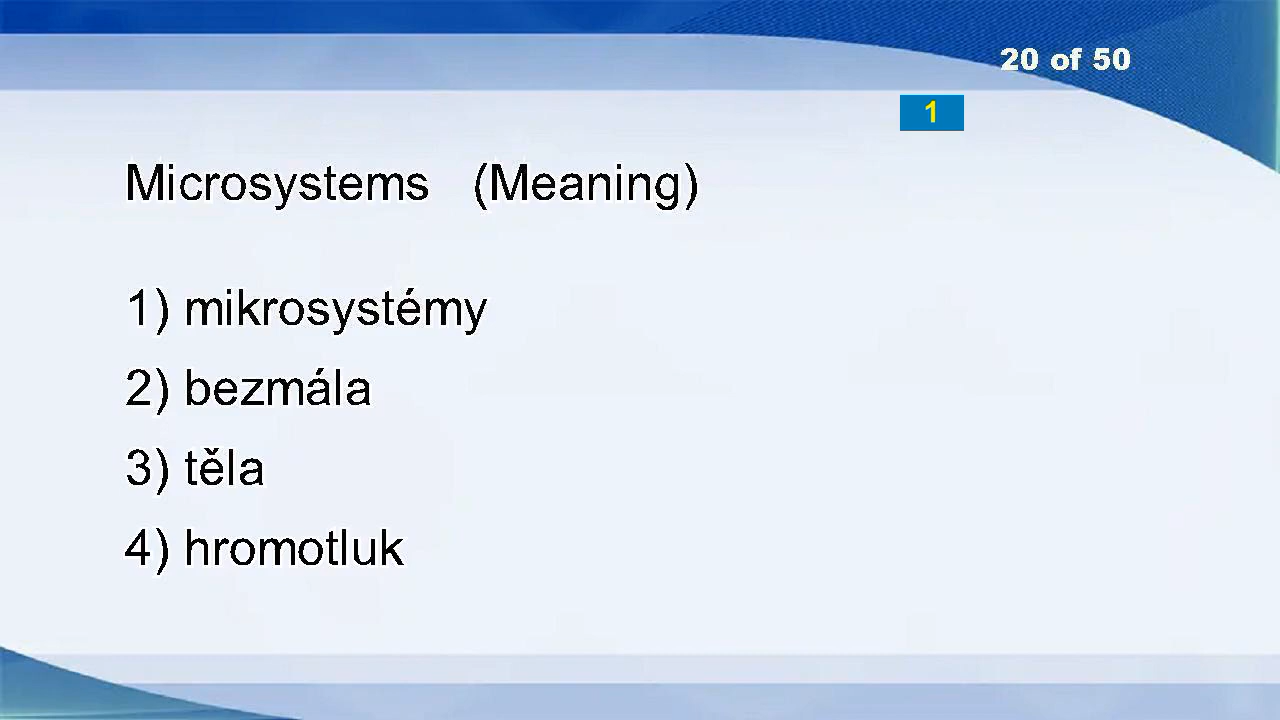 20 of 50
1
Microsystems (Meaning)
1) mikrosystémy
2) bezmála
3) těla
4) hromotluk